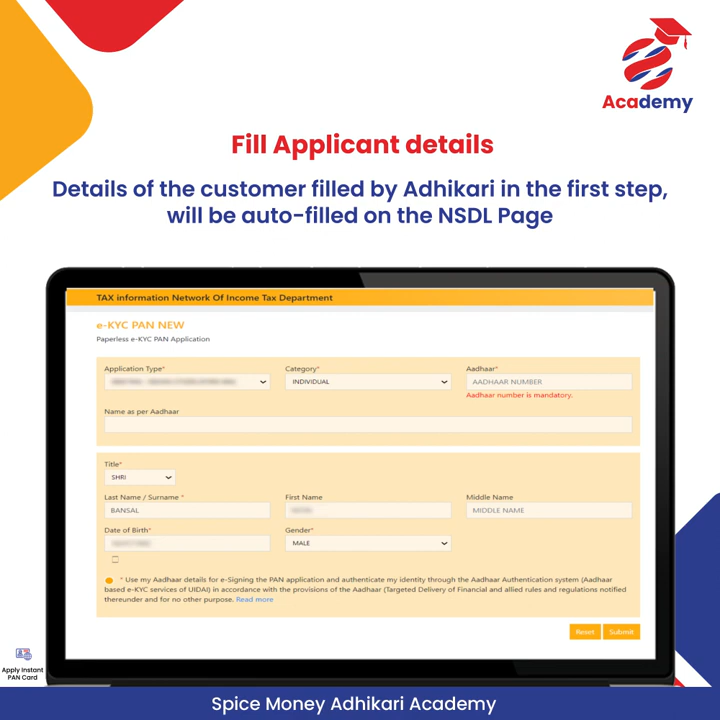 Academy
Fill Applicant details
Details of the customer filled by Adhikari in the first step,
will be auto-filled on the NSDL Page
TAX information Network Of Income Tax Department
e-KYC PAN NEW
Paperless e-KYC PAN Application
Application Type*
Category*
Aadhaar*
INDIVIDUAL
AADHAAR NUMBER
Aadhaar number is mandatory.
Name as per Aadhaar
Title*
SHRI
Last Name / Surname *
First Name
Middle Name
BANSAL
MIDDLE NAME
Date of Birth*
Gender*
MALE
* Use my Aadhaar details for e-Signing the PAN application and authenticate my identity through the Aadhaar Authentication system (Aadhaar
based e-KYC services of UIDAI) in accordance with the provisions of the Aadhaar (Targeted Delivery of Financial and allied rules and regulations notified
thereunder and for no other purpose. Read more
Reset
Submit
Apply Instant
PAN Card
Spice Money Adhikari Academy